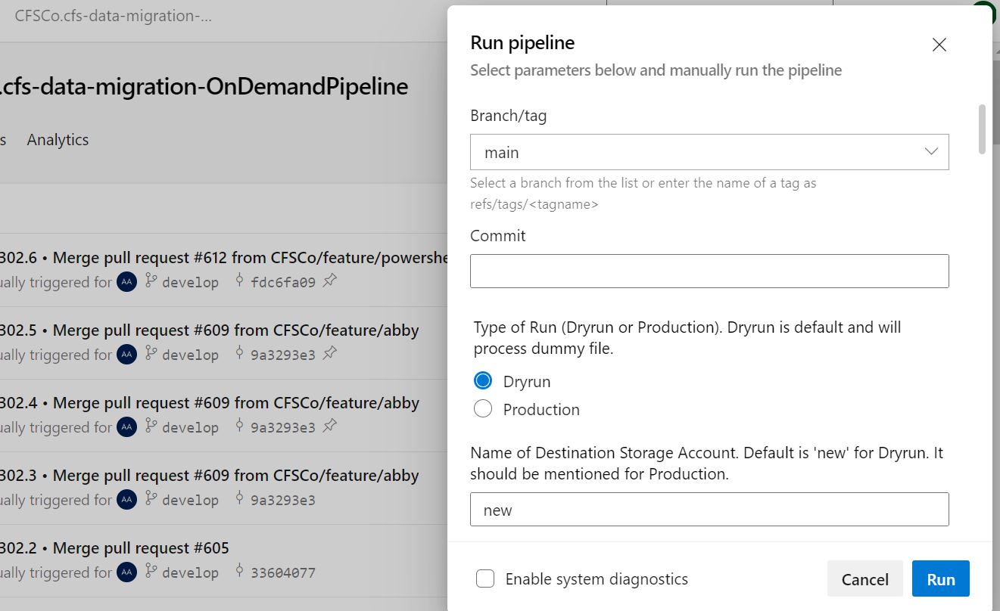 CFSCo.cfs-data-migration-...
.cfs-data-migration-OnDemandPipeline
s Analytics
302.6 • Merge pull request #612 from CFSCo/feature/powershe
ually triggered for AA develop fdc6fa09
302.5 • Merge pull request #609 from CFSCo/feature/abby
ually triggered for AA develop 9a3293e3
302.4 • Merge pull request #609 from CFSCo/feature/abby
ually triggered for AA develop 9a3293e3
302.3 • Merge pull request #609 from CFSCo/feature/abby
ually triggered for AA develop 9a3293e3
302.2 • Merge pull request #605
ually triggered for AA develop 33604077
Run pipeline
Select parameters below and manually run the pipeline
Branch/tag
main
Select a branch from the list or enter the name of a tag as
refs/tags/<tagname>
Commit
Type of Run (Dryrun or Production). Dryrun is default and will
process dummy file.
Dryrun
Production
Name of Destination Storage Account. Default is 'new' for Dryrun. It
should be mentioned for Production.
new
Enable system diagnostics
Cancel
Run